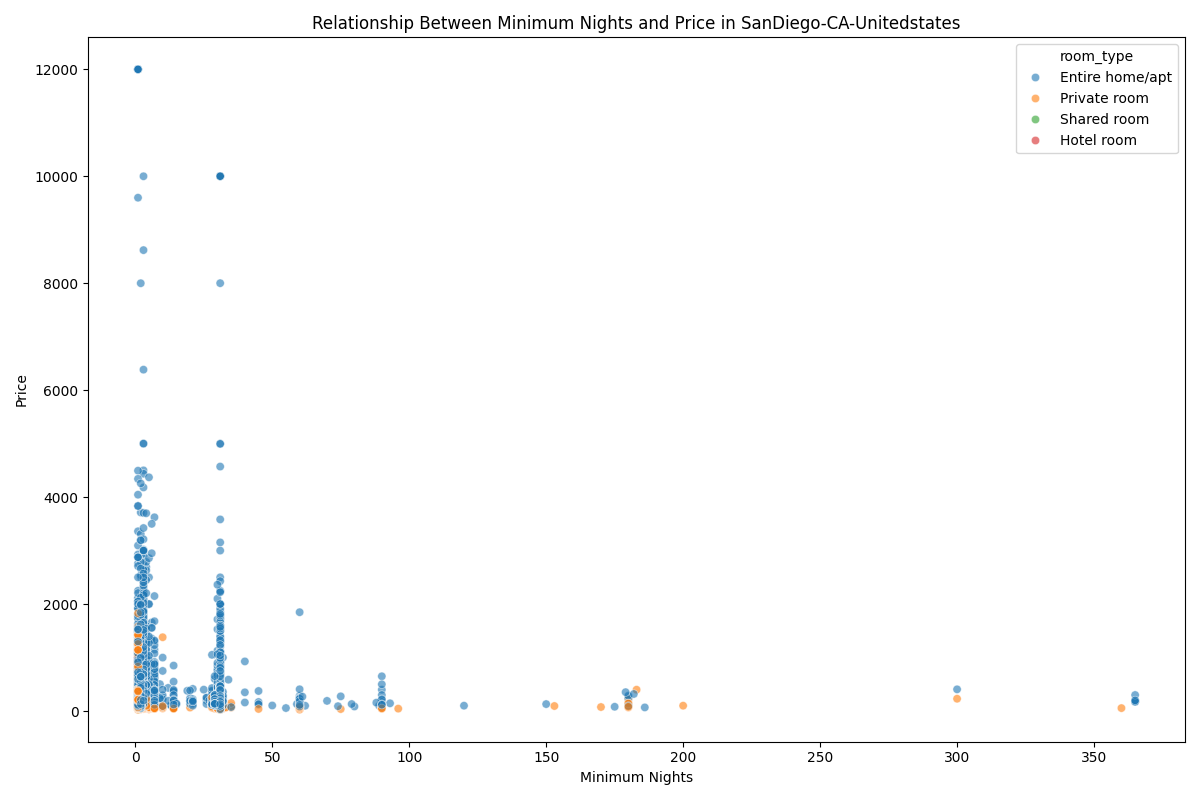 Relationship Between Minimum Nights and Price in SanDiego-CA-Unitedstates
room_type
Entire home/apt
Private room
Shared room
Hotel room
Price
12000
10000
8000
6000
4000
2000
0
0
50
100
150
200
250
300
350
Minimum Nights